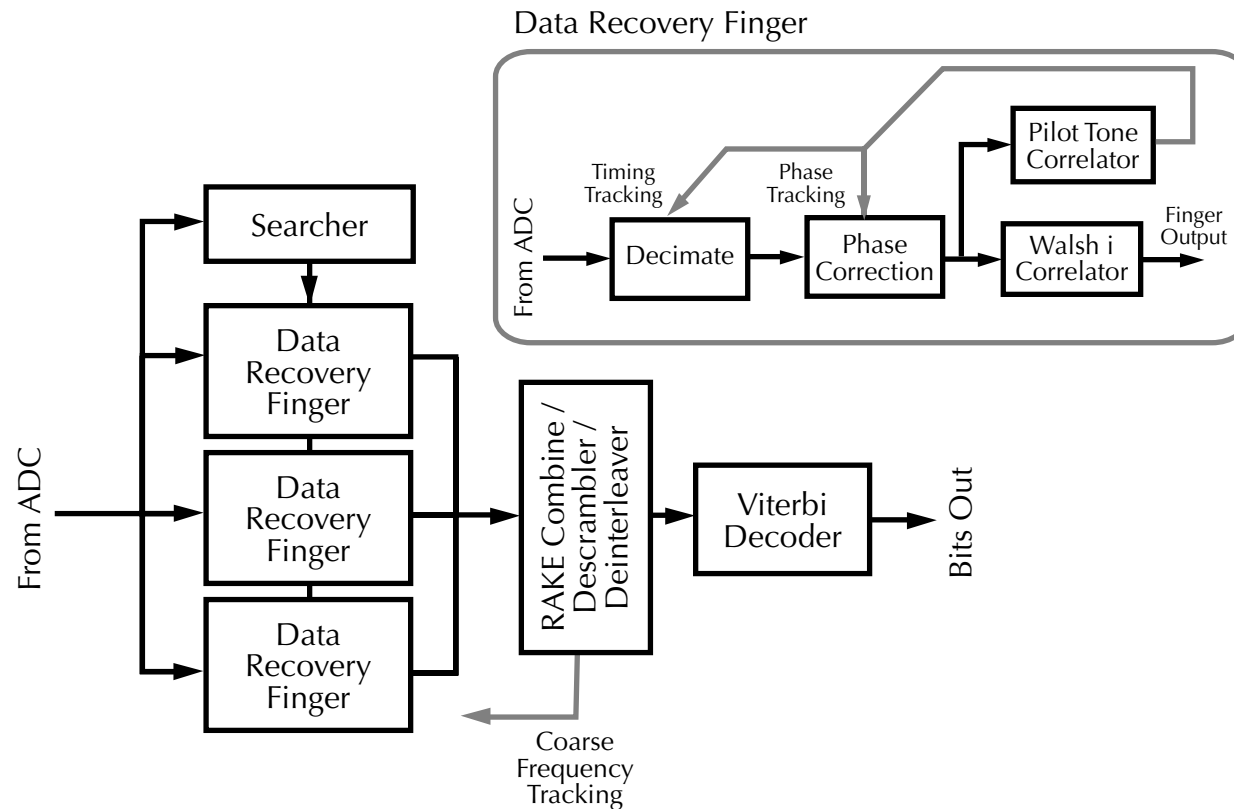 Data Recovery Finger
Pilot Tone
Correlator
Timing
Tracking
Phase
Tracking
From ADC
Decimate
Phase
Correction
Walsh i
Correlator
Finger
Output
Searcher
Data
Recovery
Finger
Data
Recovery
Finger
Data
Recovery
Finger
From ADC
RAKE Combine /
Descrambler /
Deinterleaver
Viterbi
Decoder
Bits Out
Coarse
Frequency
Tracking